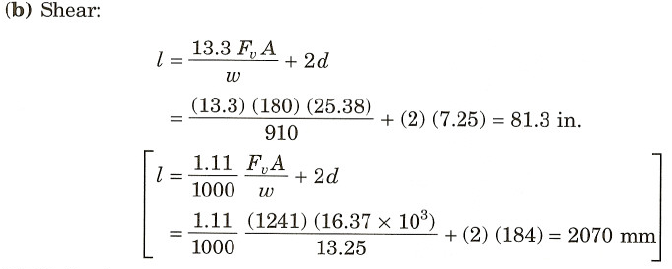 (b) Shear:
l = 13.3 F_v A / w + 2d
= (13.3) (180) (25.38) / 910 + (2) (7.25) = 81.3 in.
[ l = 1.11 / 1000 F_v A / w + 2d
= 1.11 / 1000 (1241) (16.37 × 10³) / 13.25 + (2) (184) = 2070 mm ]